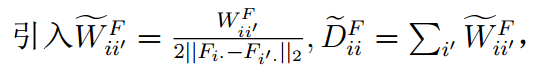 引入$\widetilde{W}_{ii'}^{F} = \frac{W_{ii'}^{F}}{2||F_{i\cdot}-F_{i'\cdot}||_2}, \widetilde{D}_{ii}^{F} = \sum_{i'} \widetilde{W}_{ii'}^{F}$,